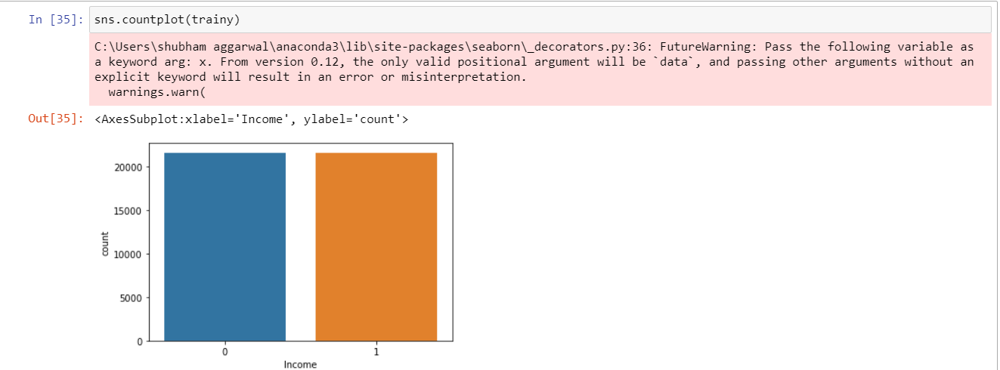 In [35]: sns.countplot(trainy)
C:\Users\shubham aggarwal\anaconda3\lib\site-packages\seaborn\_decorators.py:36: FutureWarning: Pass the following variable as
a keyword arg: x. From version 0.12, the only valid positional argument will be `data`, and passing other arguments without an
explicit keyword will result in an error or misinterpretation.
warnings.warn(
Out[35]: <AxesSubplot:xlabel='Income', ylabel='count'>
20000
15000
10000
5000
0
count
0 1
Income